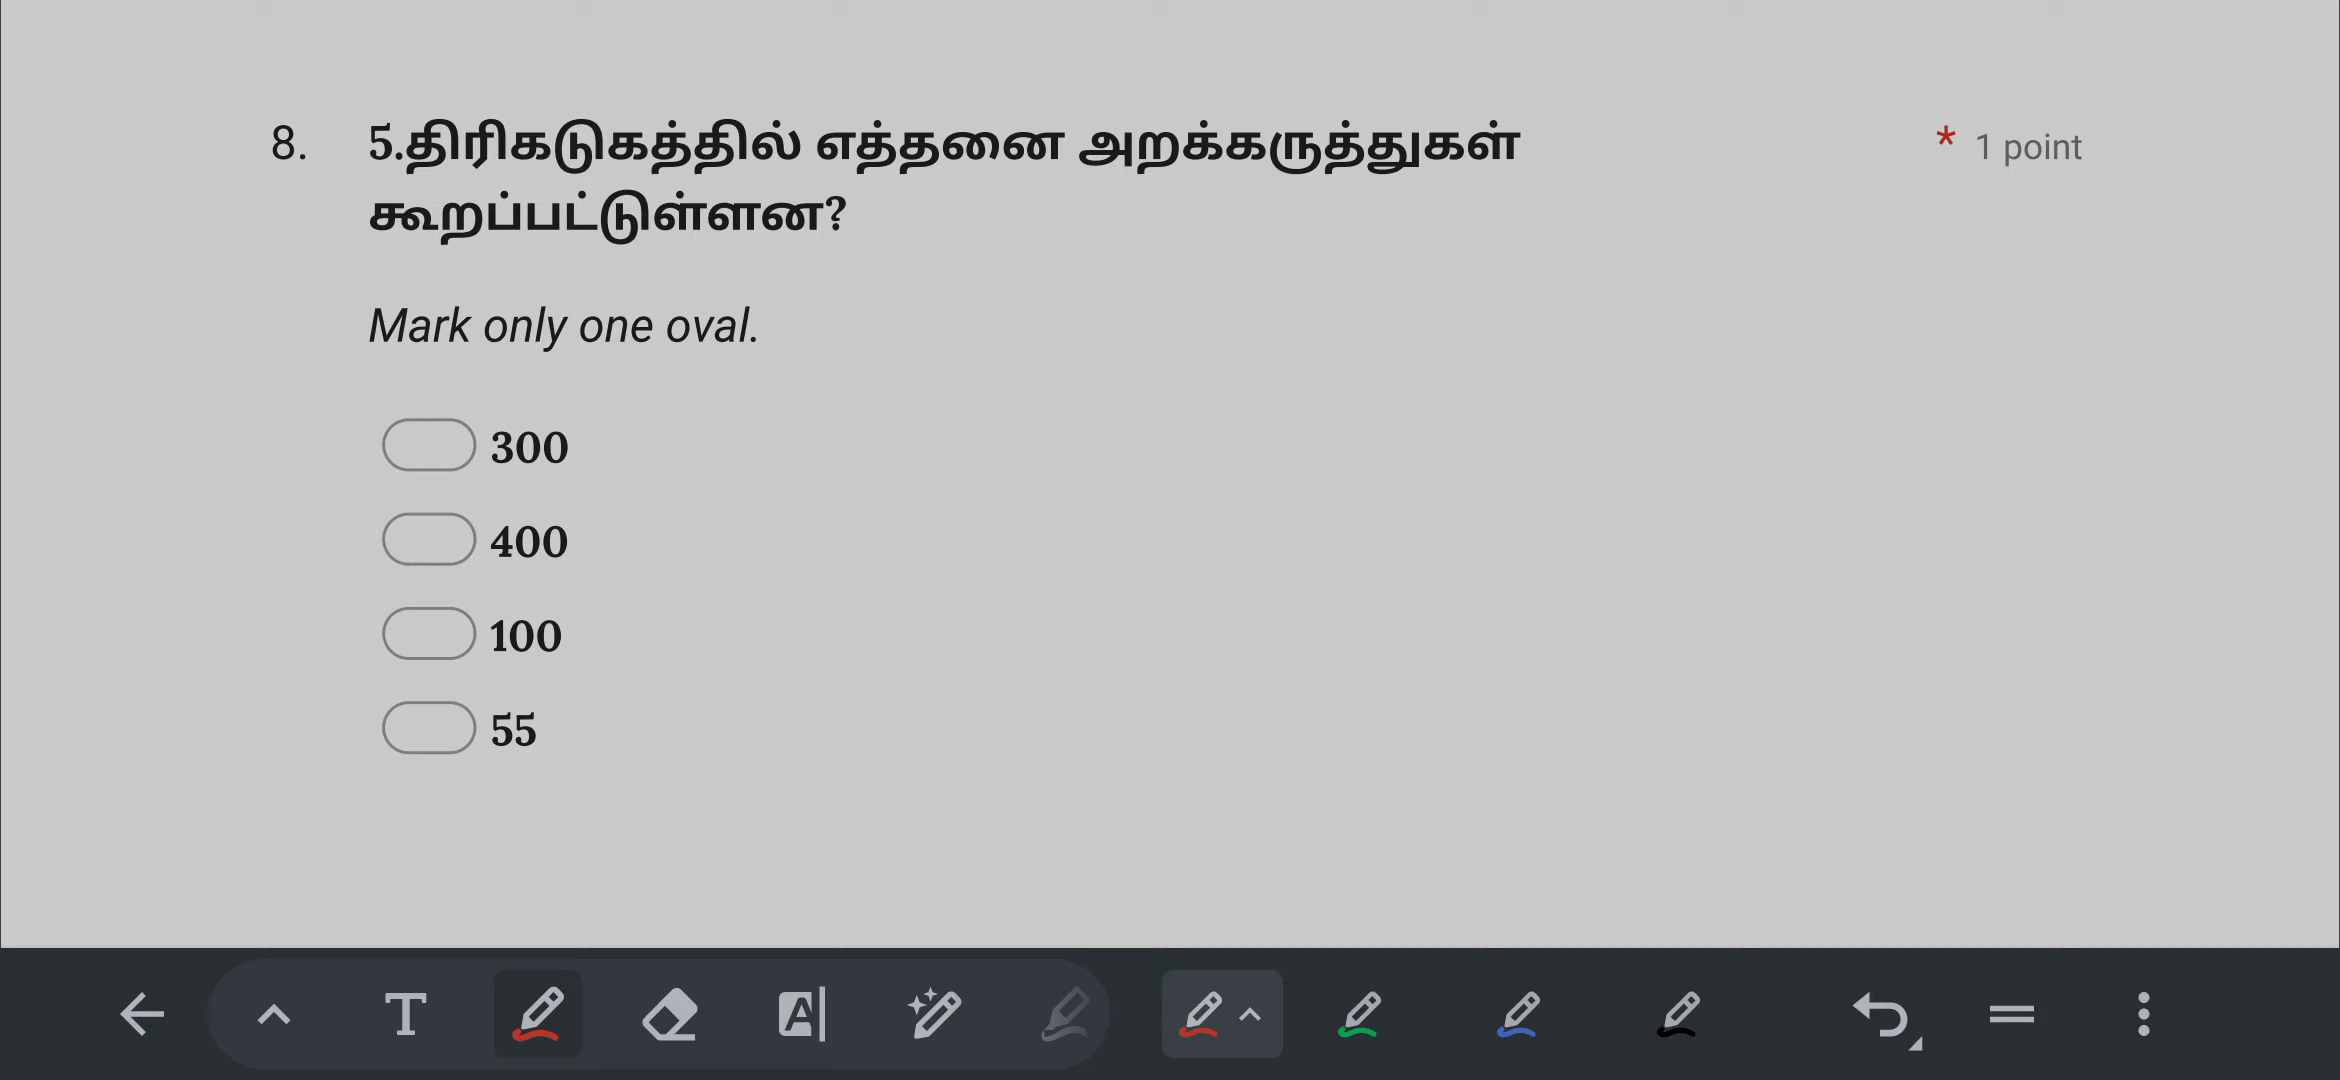 8. 5.திரிகடுகத்தில் எத்தனை அறக்கருத்துகள் * 1 point
கூறப்பட்டுள்ளன?
Mark only one oval.
300
400
100
55
T
A